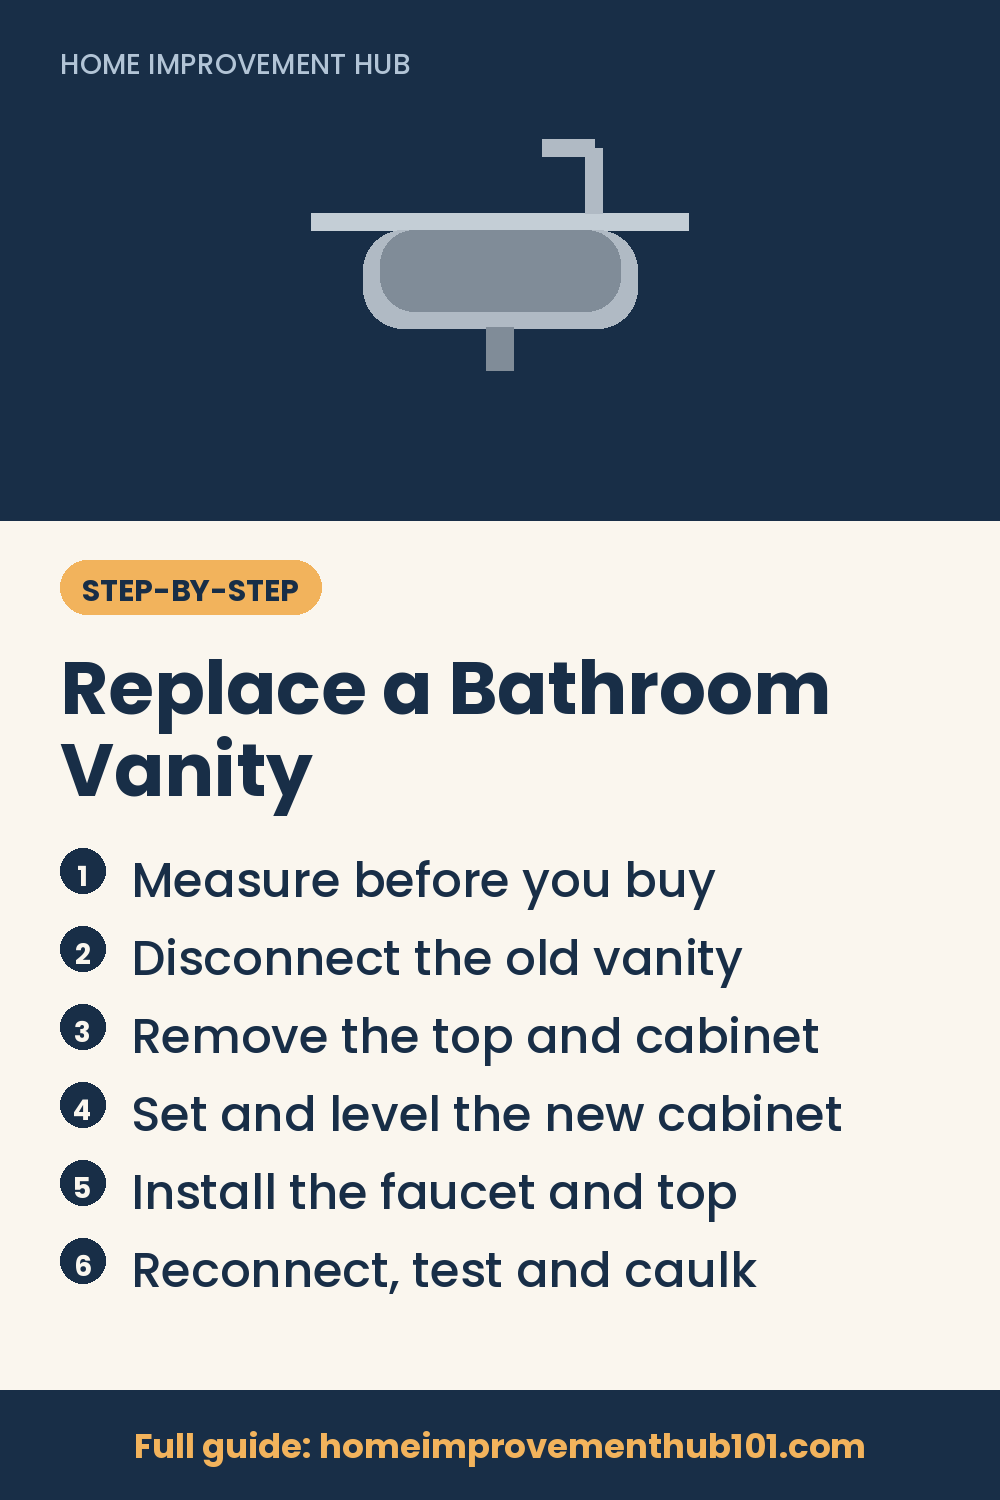 HOME IMPROVEMENT HUB
STEP-BY-STEP
Replace a Bathroom
Vanity
1 Measure before you buy
2 Disconnect the old vanity
3 Remove the top and cabinet
4 Set and level the new cabinet
5 Install the faucet and top
6 Reconnect, test and caulk
Full guide: homeimprovementhub101.com